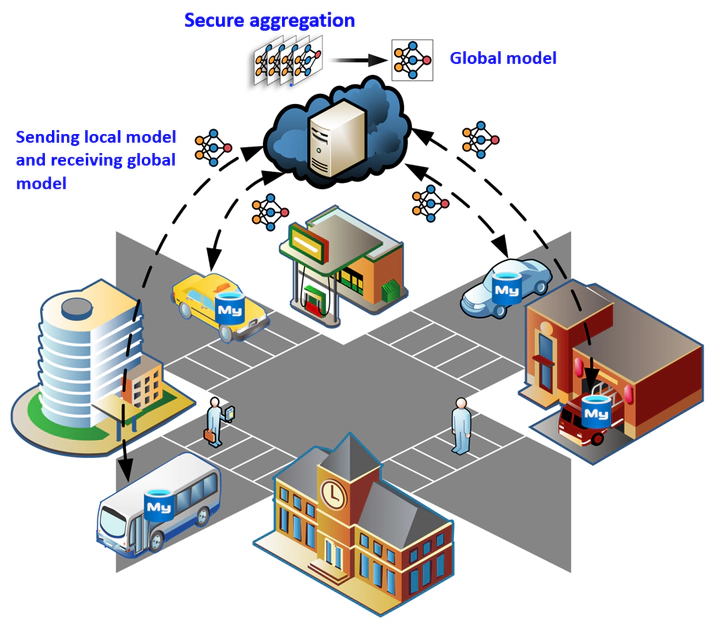 Secure aggregation
Global model
Sending local model
and receiving global
model
My
My
My
My